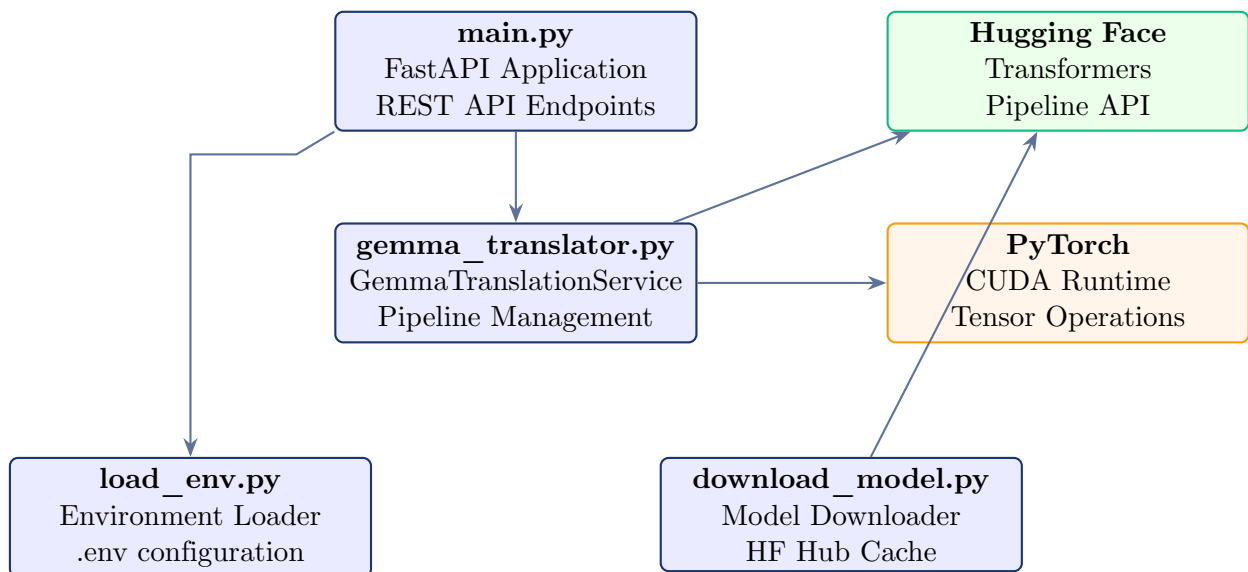 main.py
FastAPI Application
REST API Endpoints
Hugging Face
Transformers
Pipeline API
gemma_translator.py
GemmaTranslationService
Pipeline Management
PyTorch
CUDA Runtime
Tensor Operations
load_env.py
Environment Loader
.env configuration
download_model.py
Model Downloader
HF Hub Cache